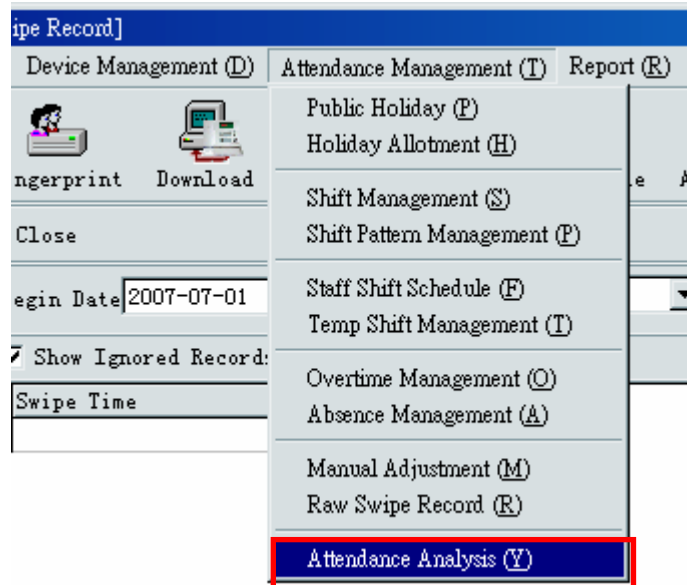 ipe Record]
Device Management (D) Attendance Management (T) Report (R)
Public Holiday (P)
Holiday Allotment (H)
ngerprint Download
Shift Management (S)
Shift Pattern Management (P)
Close
Staff Shift Schedule (F)
Temp Shift Management (T)
egin Date 2007-07-01
Show Ignored Record
Overtime Management (O)
Absence Management (A)
Swipe Time
Manual Adjustment (M)
Raw Swipe Record (R)
Attendance Analysis (Y)